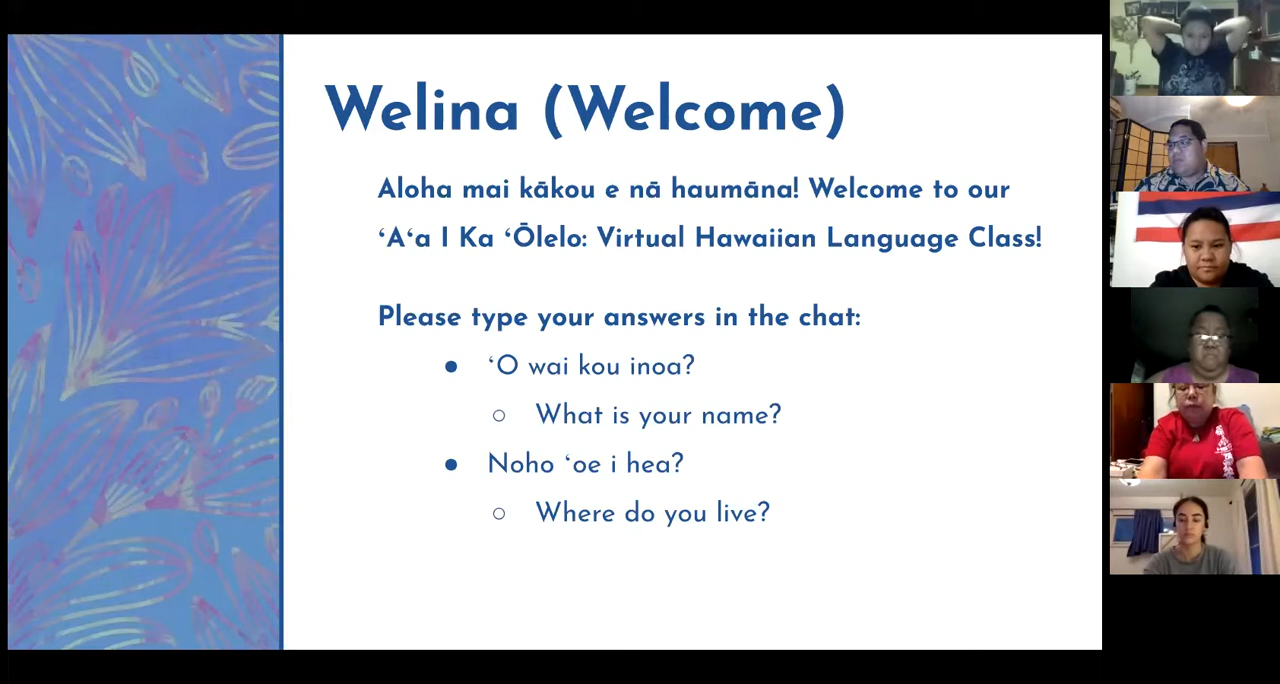 Welina (Welcome)
Aloha mai kākou e nā haumāna! Welcome to our
ʻAʻa I Ka ʻŌlelo: Virtual Hawaiian Language Class!
Please type your answers in the chat:
● ʻO wai kou inoa?
○ What is your name?
● Noho ʻoe i hea?
○ Where do you live?